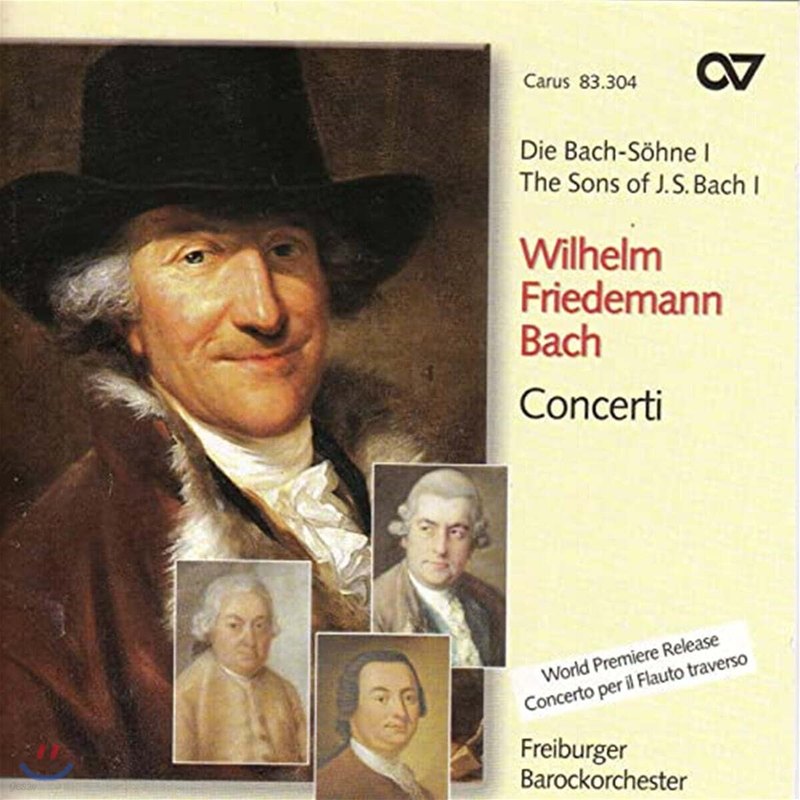 Carus 83.304
Die Bach-Söhne I
The Sons of J. S. Bach I
Wilhelm
Friedemann
Bach
Concerti
World Premiere Release
Concerto per il Flauto traverso
Freiburger
Barockorchester